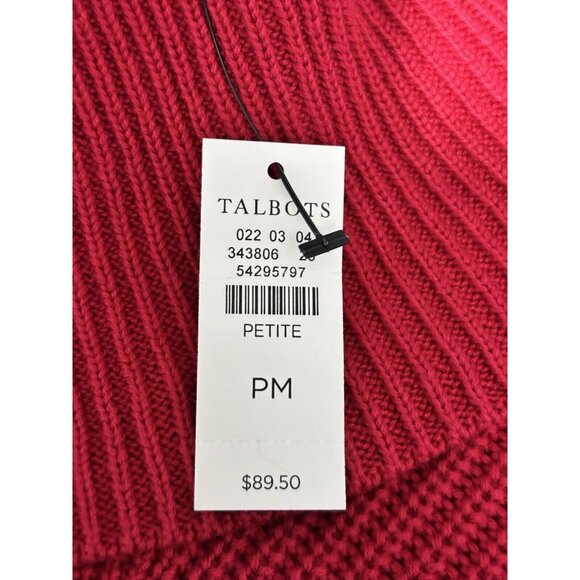 TALBOTS
022 03 04
343806
54295797
PETITE
PM
$89.50